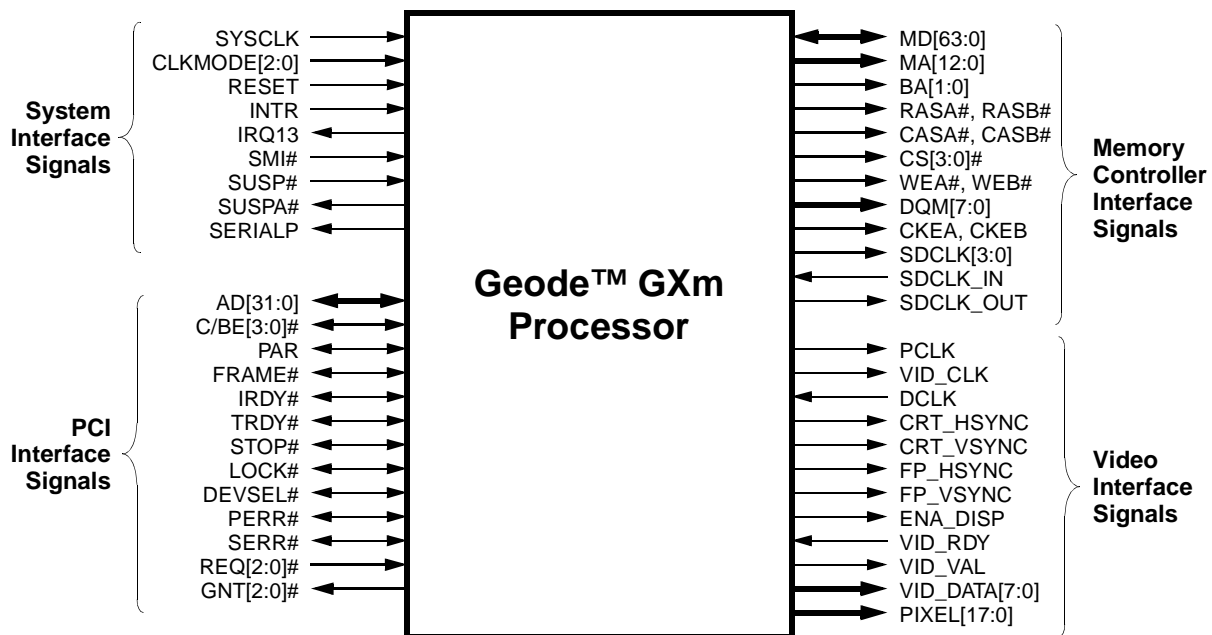 System
Interface
Signals
SYSCLK
CLKMODE[2:0]
RESET
INTR
IRQ13
SMI#
SUSP#
SUSPA#
SERIALP
PCI
Interface
Signals
AD[31:0]
C/BE[3:0]#
PAR
FRAME#
IRDY#
TRDY#
STOP#
LOCK#
DEVSEL#
PERR#
SERR#
REQ[2:0]#
GNT[2:0]#
Geode™ GXm
Processor
MD[63:0]
MA[12:0]
BA[1:0]
RASA#, RASB#
CASA#, CASB#
CS[3:0]#
WEA#, WEB#
DQM[7:0]
CKEA, CKEB
SDCLK[3:0]
SDCLK_IN
SDCLK_OUT
Memory
Controller
Interface
Signals
PCLK
VID_CLK
DCLK
CRT_HSYNC
CRT_VSYNC
FP_HSYNC
FP_VSYNC
ENA_DISP
VID_RDY
VID_VAL
VID_DATA[7:0]
PIXEL[17:0]
Video
Interface
Signals